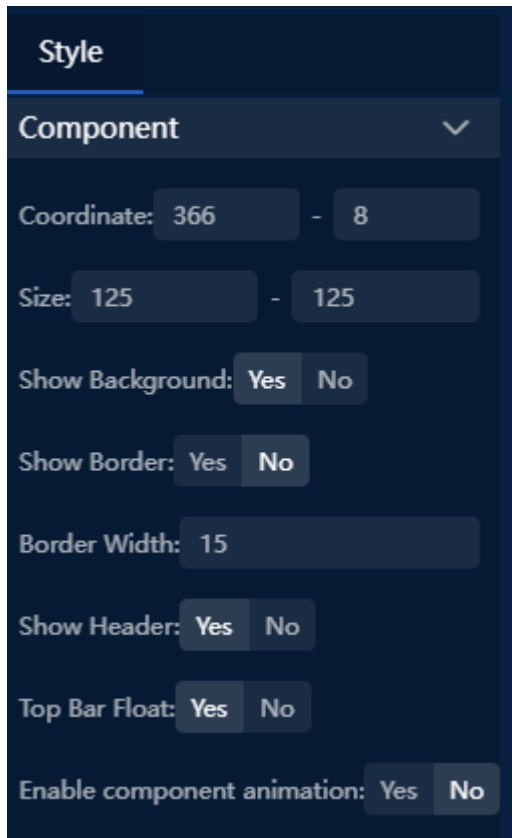 Style
Component
Coordinate: 366 - 8
Size: 125 - 125
Show Background: Yes No
Show Border: Yes No
Border Width: 15
Show Header: Yes No
Top Bar Float: Yes No
Enable component animation: Yes No